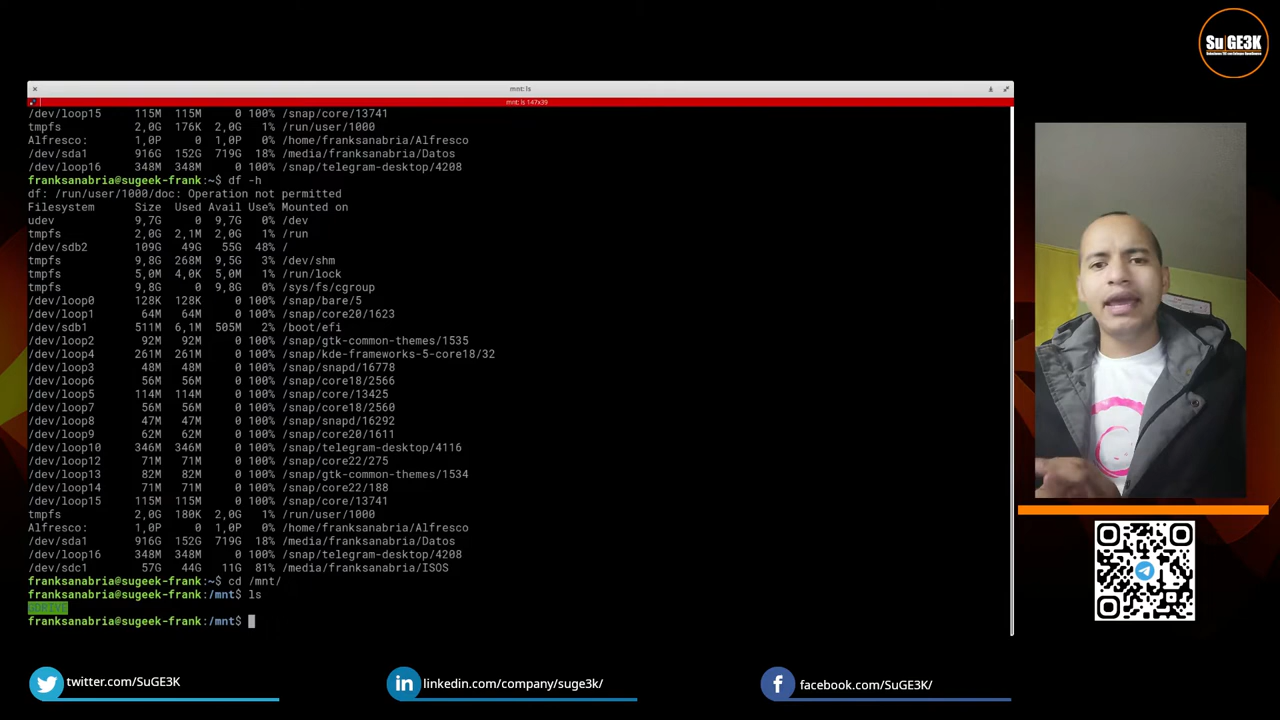 SuGE3K
mnt: ls
mnt: ls 147x39
/dev/loop15     115M  115M     0 100% /snap/core/13741
tmpfs           2,0G  176K  2,0G   1% /run/user/1000
Alfresco:       1,0P     0  1,0P   0% /home/franksanabria/Alfresco
/dev/sda1       916G  152G  719G  18% /media/franksanabria/Datos
/dev/loop16     348M  348M     0 100% /snap/telegram-desktop/4208
franksanabria@sugeek-frank:~$ df -h
df: /run/user/1000/doc: Operation not permitted
Filesystem      Size  Used Avail Use% Mounted on
udev            9,7G     0  9,7G   0% /dev
tmpfs           2,0G  2,1M  2,0G   1% /run
/dev/sdb2       109G   49G   55G  48% /
tmpfs           9,8G  268M  9,5G   3% /dev/shm
tmpfs           5,0M  4,0K  5,0M   1% /run/lock
tmpfs           9,8G     0  9,8G   0% /sys/fs/cgroup
/dev/loop0      128K  128K     0 100% /snap/bare/5
/dev/loop1       64M   64M     0 100% /snap/core20/1623
/dev/sdb1       511M  6,1M  505M   2% /boot/efi
/dev/loop2       92M   92M     0 100% /snap/gtk-common-themes/1535
/dev/loop4      261M  261M     0 100% /snap/kde-frameworks-5-core18/32
/dev/loop3       48M   48M     0 100% /snap/snapd/16778
/dev/loop6       56M   56M     0 100% /snap/core18/2566
/dev/loop5      114M  114M     0 100% /snap/core/13425
/dev/loop7       56M   56M     0 100% /snap/core18/2560
/dev/loop8       47M   47M     0 100% /snap/snapd/16292
/dev/loop9       62M   62M     0 100% /snap/core20/1611
/dev/loop10     346M  346M     0 100% /snap/telegram-desktop/4116
/dev/loop12      71M   71M     0 100% /snap/core22/275
/dev/loop13      82M   82M     0 100% /snap/gtk-common-themes/1534
/dev/loop14      71M   71M     0 100% /snap/core22/188
/dev/loop15     115M  115M     0 100% /snap/core/13741
tmpfs           2,0G  180K  2,0G   1% /run/user/1000
Alfresco:       1,0P     0  1,0P   0% /home/franksanabria/Alfresco
/dev/sda1       916G  152G  719G  18% /media/franksanabria/Datos
/dev/loop16     348M  348M     0 100% /snap/telegram-desktop/4208
/dev/sdc1        57G   44G   11G  81% /media/franksanabria/ISOS
franksanabria@sugeek-frank:~$ cd /mnt/
franksanabria@sugeek-frank:/mnt$ ls
GDRIVE
franksanabria@sugeek-frank:/mnt$
twitter.com/SuGE3K
linkedin.com/company/suge3k/
facebook.com/SuGE3K/